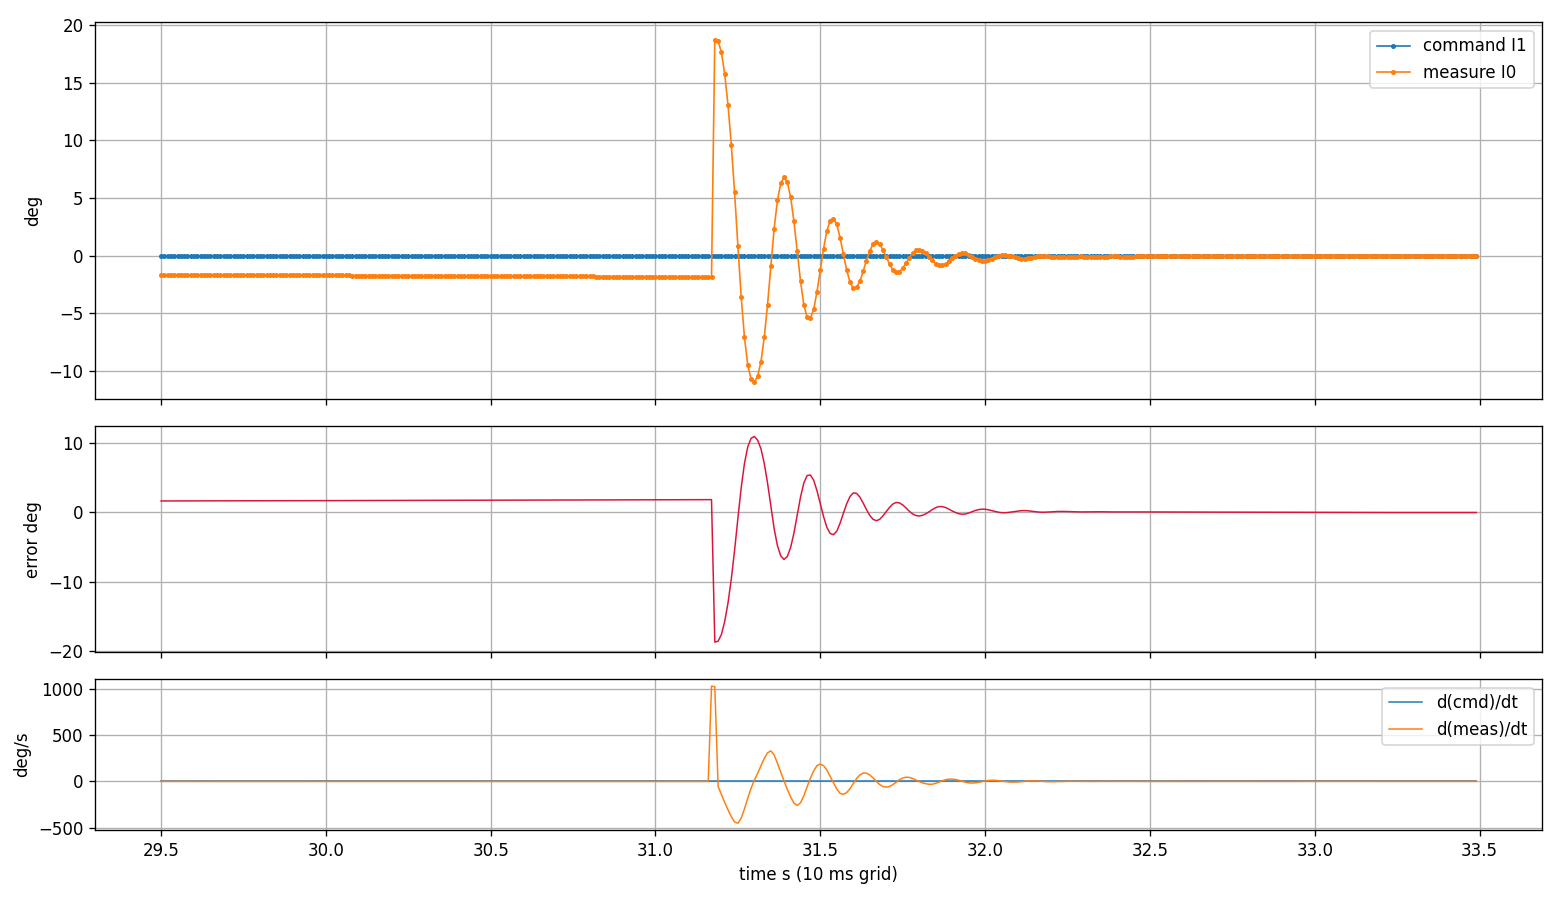 20
15
10
5
0
−5
−10
deg
command I1
measure I0
10
0
−10
−20
error deg
1000
500
0
−500
deg/s
d(cmd)/dt
d(meas)/dt
29.5 30.0 30.5 31.0 31.5 32.0 32.5 33.0 33.5
time s (10 ms grid)